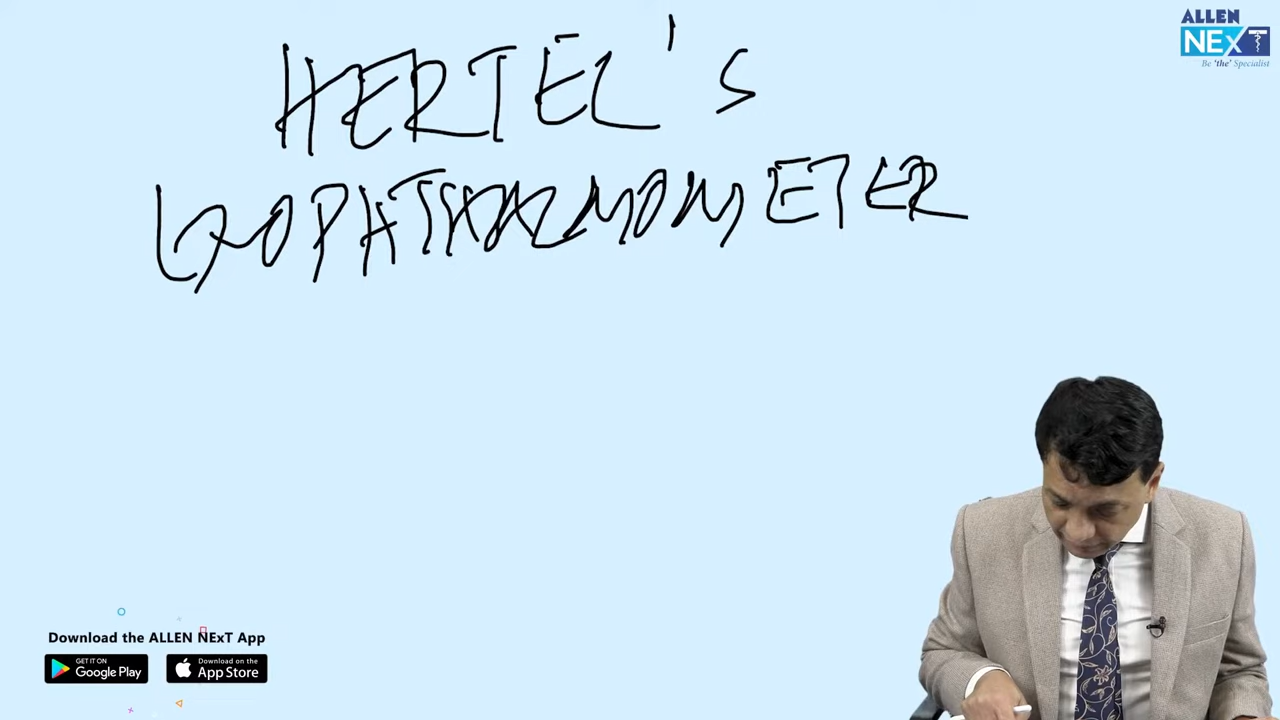 ALLEN
NExT
Be 'the' Specialist
HERTEL's
EXOPHTHALMOMETER
Download the ALLEN NExT App
GET IT ON
Google Play
Download on the
App Store